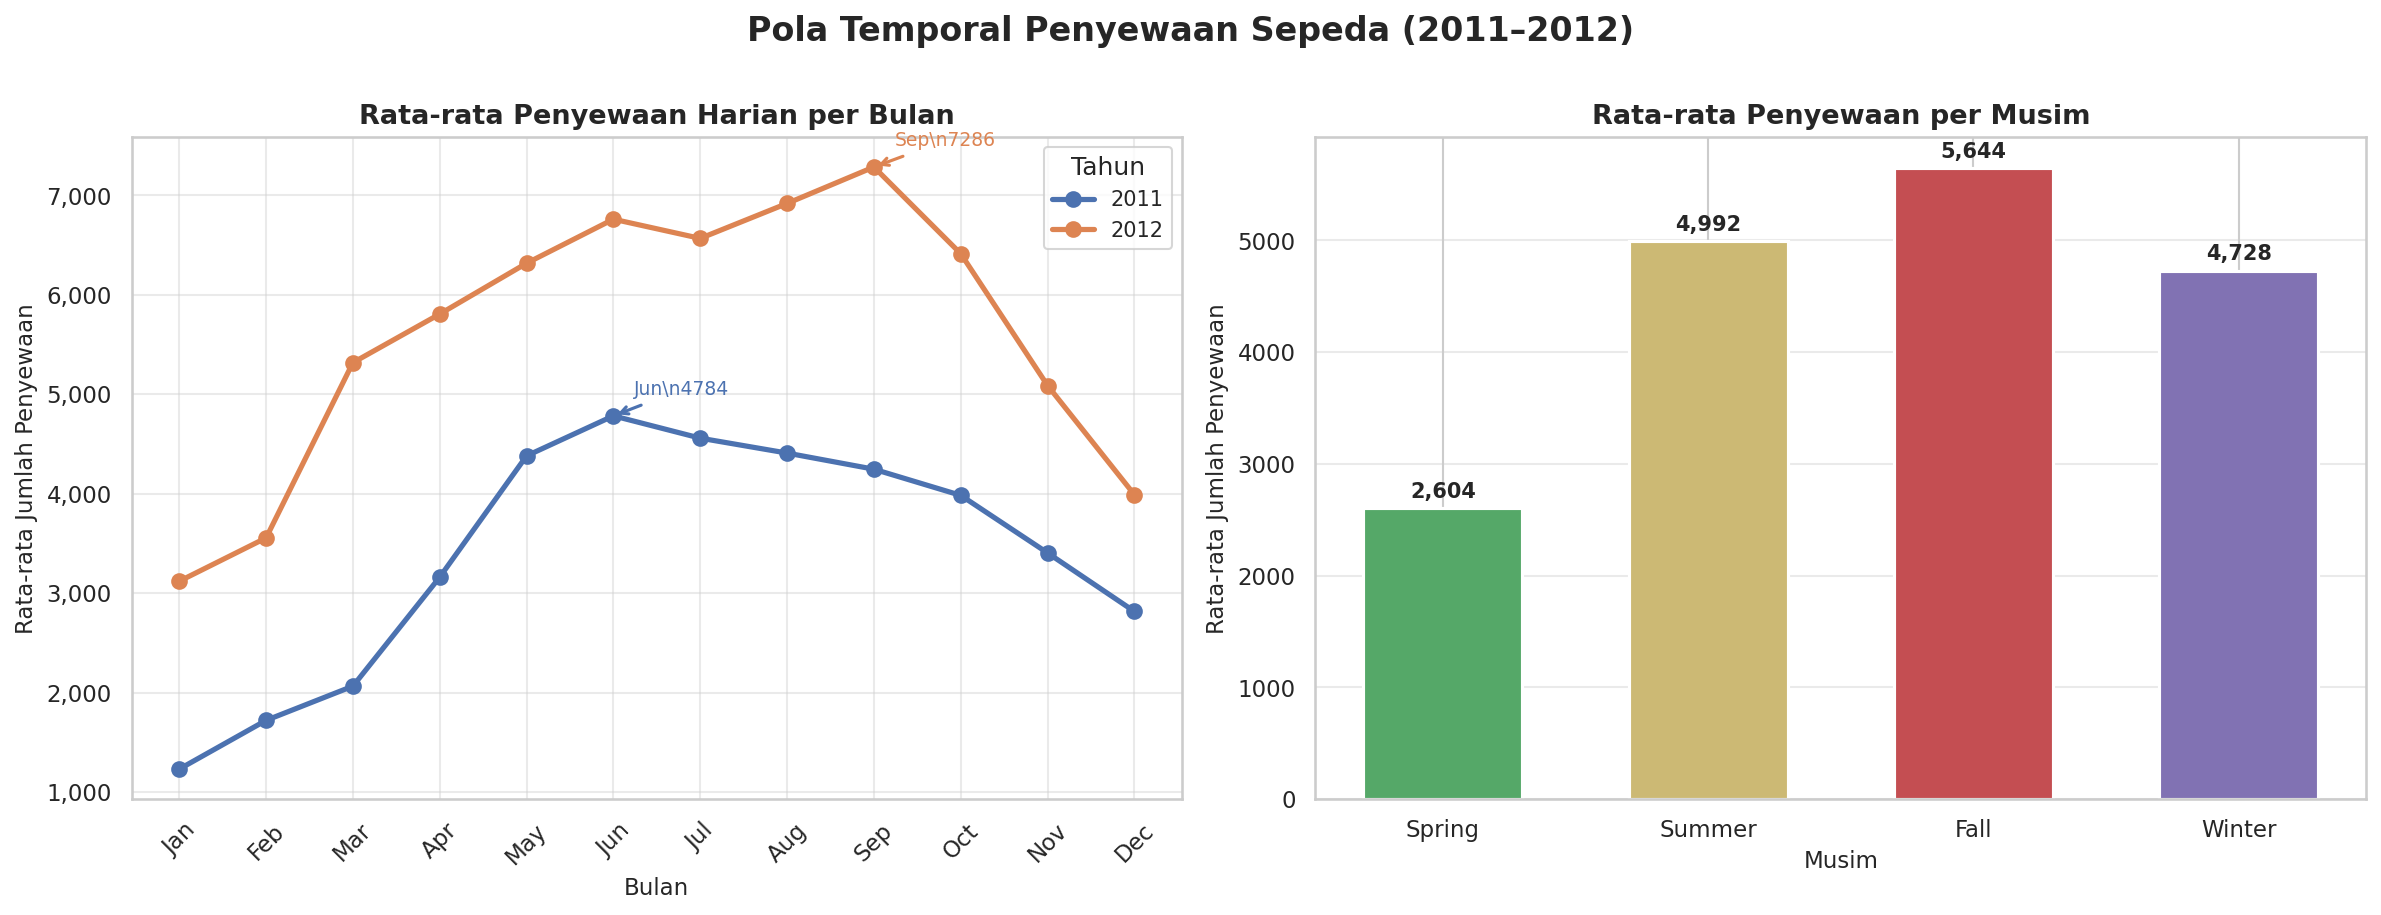 Pola Temporal Penyewaan Sepeda (2011–2012)
Rata-rata Penyewaan Harian per Bulan
Sep\n7286
Tahun
2011
2012
Jun\n4784
Rata-rata Jumlah Penyewaan
7,000
6,000
5,000
4,000
3,000
2,000
1,000
Jan
Feb
Mar
Apr
May
Jun
Jul
Aug
Sep
Oct
Nov
Dec
Bulan
Rata-rata Penyewaan per Musim
Rata-rata Jumlah Penyewaan
5000
4000
3000
2000
1000
0
2,604
4,992
5,644
4,728
Spring
Summer
Fall
Winter
Musim